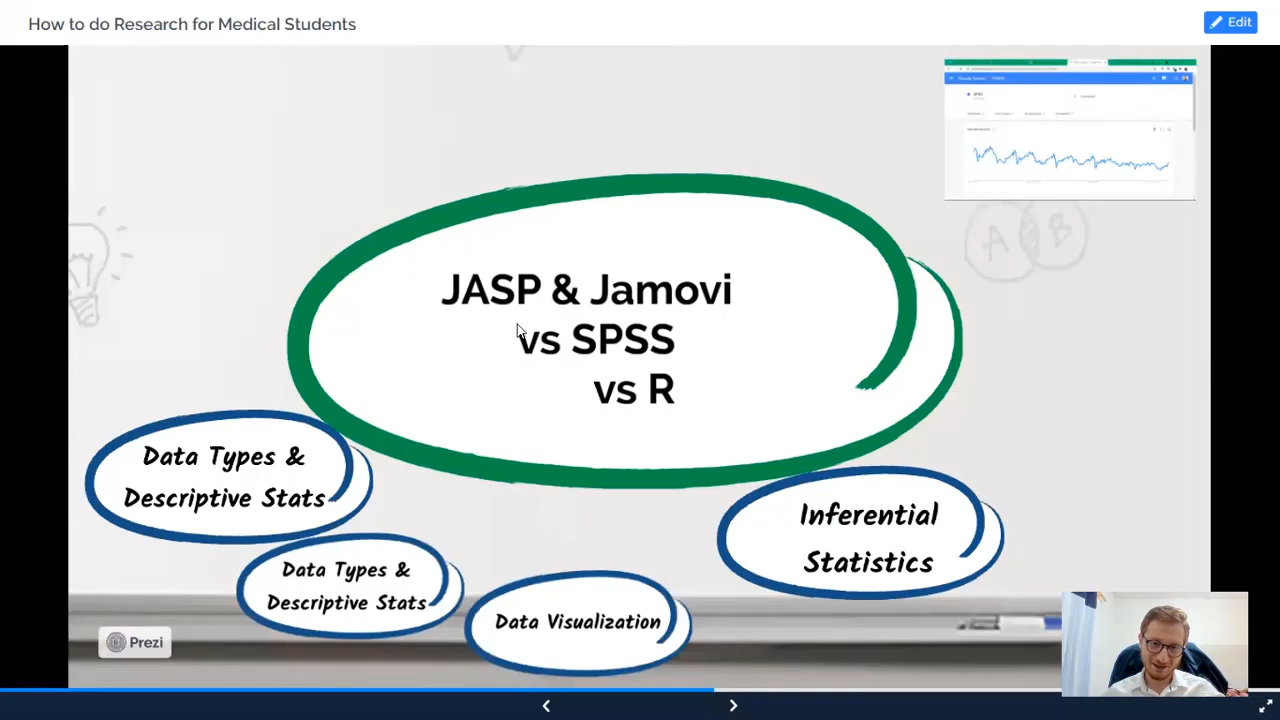 How to do Research for Medical Students
Edit
JASP & Jamovi
vs SPSS
vs R
A B
Data Types &
Descriptive Stats
Data Types &
Descriptive Stats
Data Visualization
Inferential
Statistics
Prezi